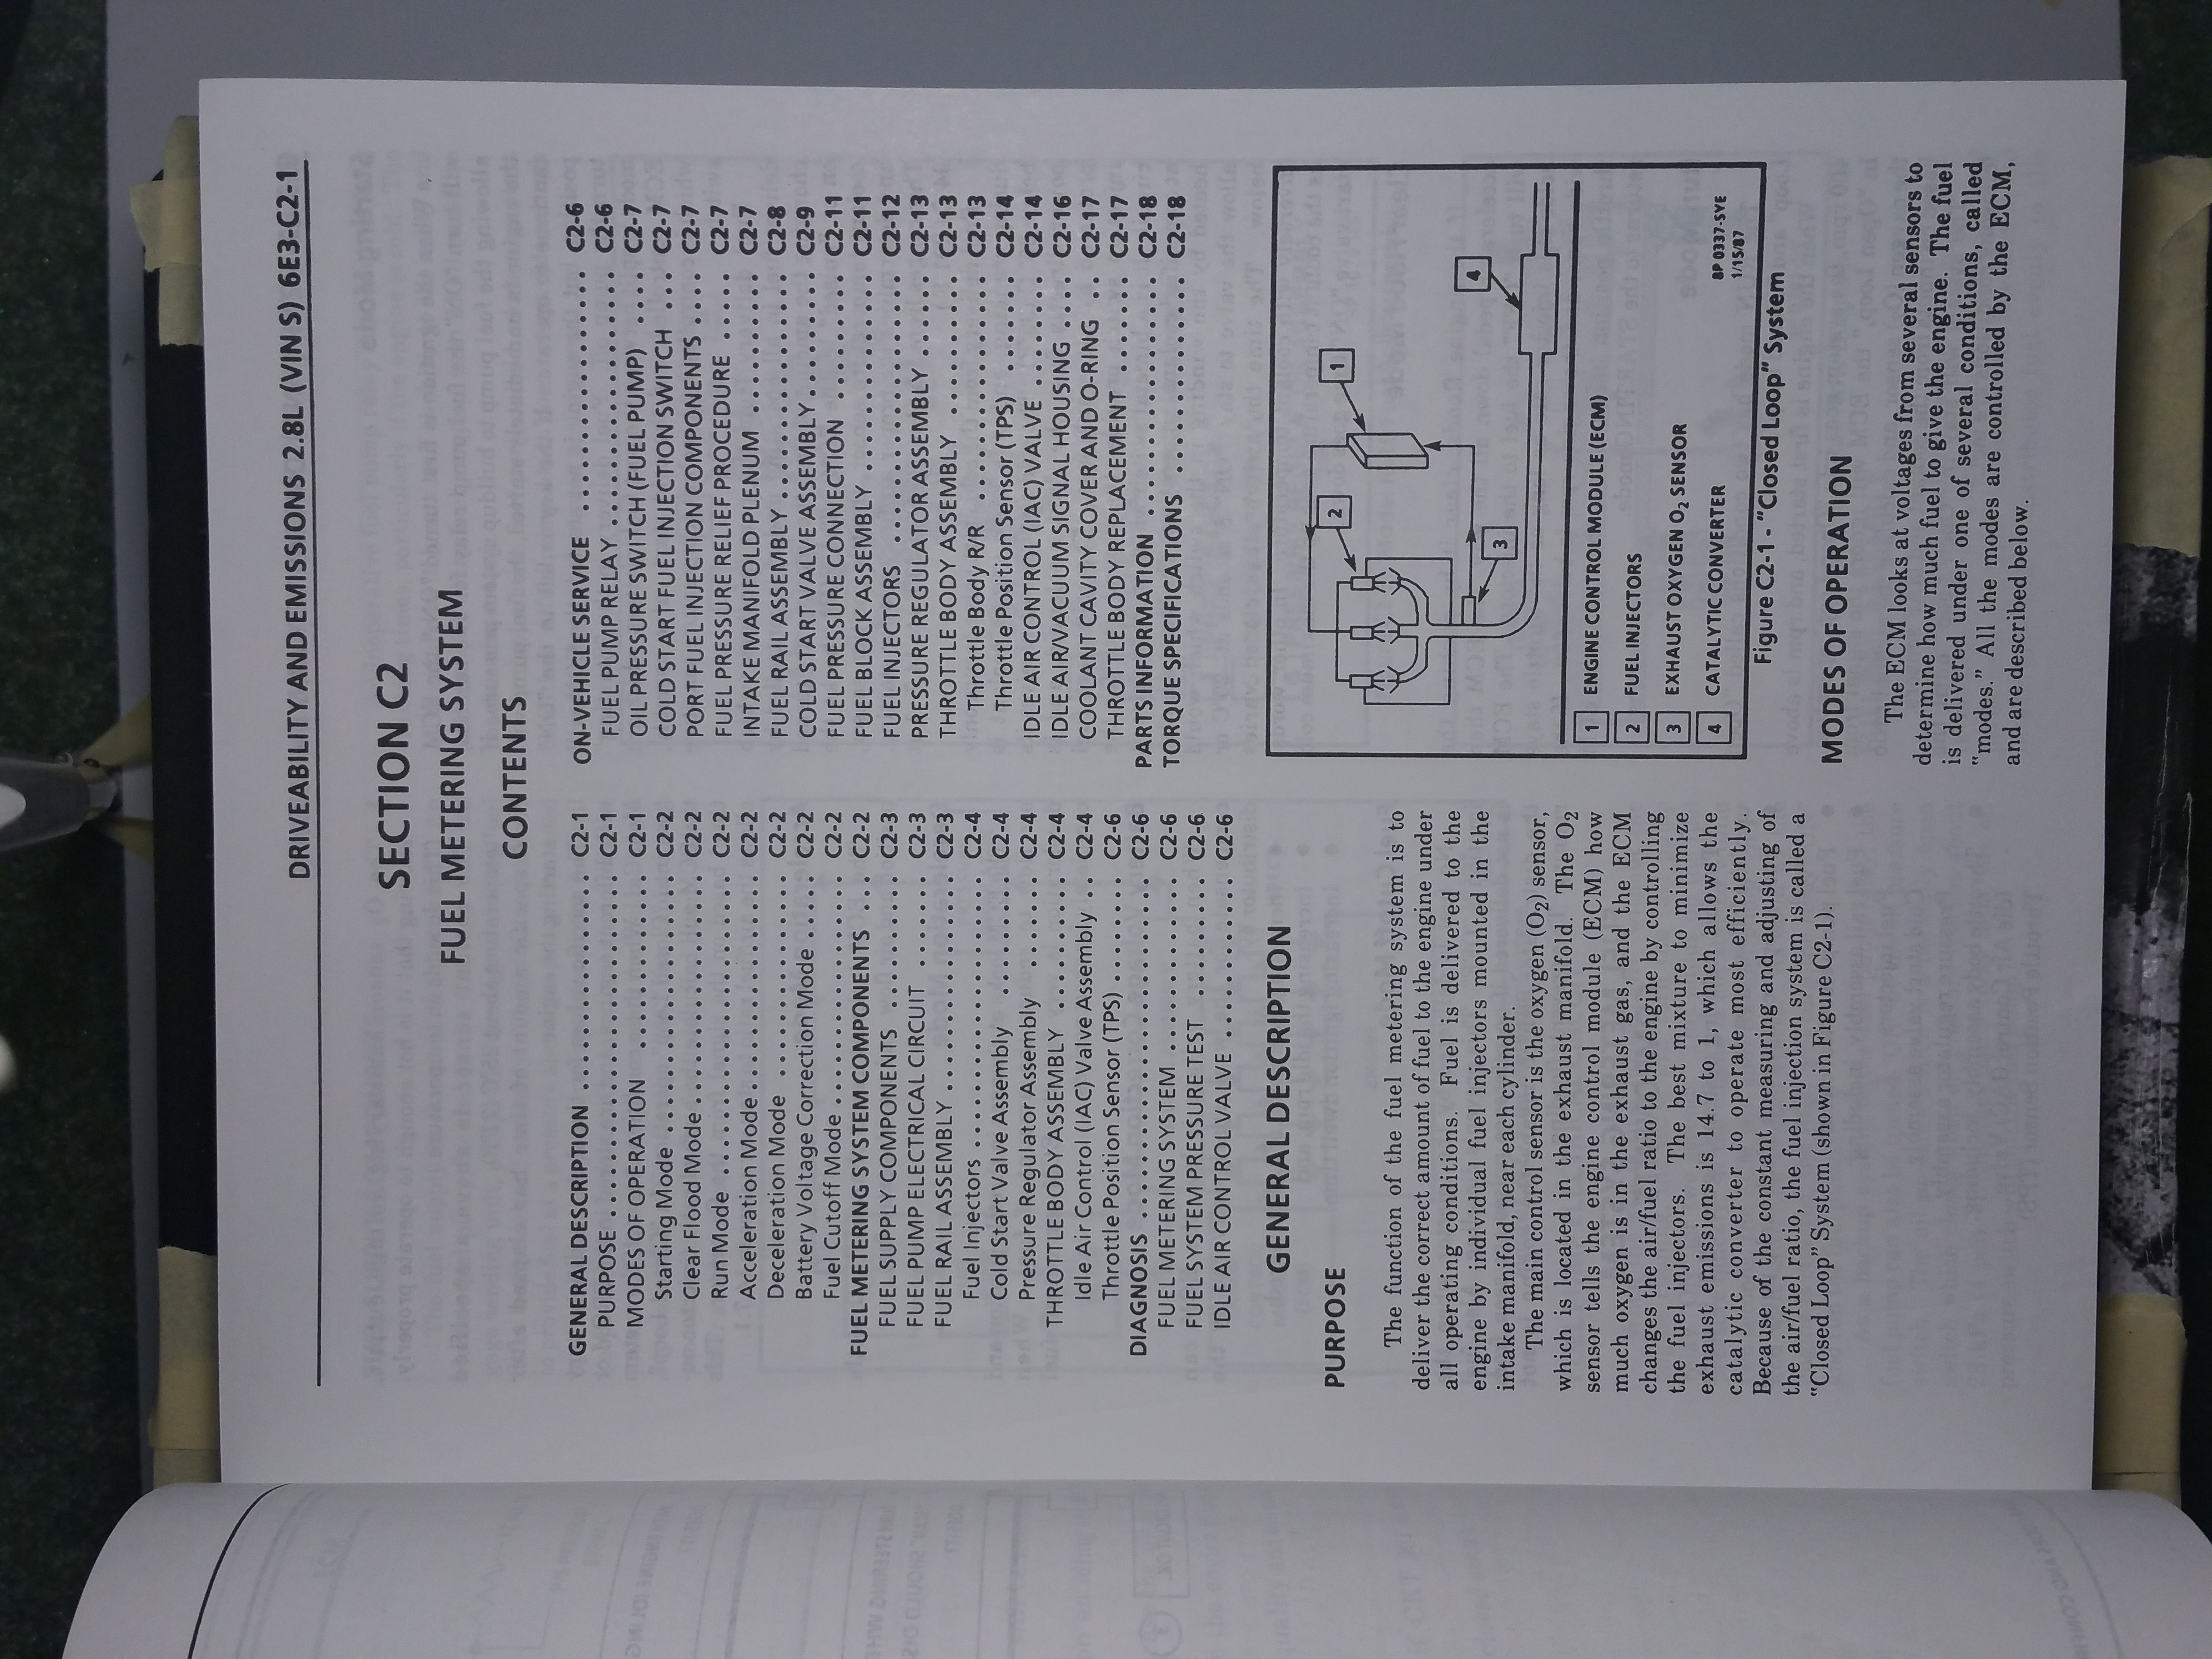 DRIVEABILITY AND EMISSIONS 2.8L (VIN S) 6E3-C2-1
SECTION C2
FUEL METERING SYSTEM
CONTENTS
GENERAL DESCRIPTION .......................... C2-1
PURPOSE .......................... C2-1
MODES OF OPERATION .................. C2-1
Starting Mode ......................... C2-2
Clear Flood Mode ...................... C2-2
Run Mode ............................ C2-2
Acceleration Mode ..................... C2-2
Deceleration Mode .................... C2-2
Battery Voltage Correction Mode ..... C2-2
Fuel Cutoff Mode ...................... C2-2
FUEL METERING SYSTEM COMPONENTS ... C2-2
FUEL SUPPLY COMPONENTS .......... C2-3
FUEL PUMP ELECTRICAL CIRCUIT ........ C2-3
FUEL RAIL ASSEMBLY .................. C2-3
Fuel Injectors ....................... C2-4
Cold Start Valve Assembly .......... C2-4
Pressure Regulator Assembly ........ C2-4
THROTTLE BODY ASSEMBLY .......... C2-4
Idle Air Control (IAC) Valve Assembly .. C2-4
Throttle Position Sensor (TPS) ........ C2-6
DIAGNOSIS .......................... C2-6
FUEL METERING SYSTEM ............. C2-6
FUEL SYSTEM PRESSURE TEST ......... C2-6
IDLE AIR CONTROL VALVE ............ C2-6
ON-VEHICLE SERVICE .................. C2-6
FUEL PUMP RELAY .................... C2-6
OIL PRESSURE SWITCH (FUEL PUMP) .... C2-7
COLD START FUEL INJECTION SWITCH ... C2-7
PORT FUEL INJECTION COMPONENTS .... C2-7
FUEL PRESSURE RELIEF PROCEDURE ..... C2-7
INTAKE MANIFOLD PLENUM .......... C2-7
FUEL RAIL ASSEMBLY ................. C2-8
COLD START VALVE ASSEMBLY ......... C2-9
FUEL PRESSURE CONNECTION .......... C2-11
FUEL BLOCK ASSEMBLY ............... C2-11
FUEL INJECTORS ..................... C2-12
PRESSURE REGULATOR ASSEMBLY ....... C2-13
THROTTLE BODY ASSEMBLY ........... C2-13
Throttle Body R/R .................. C2-13
Throttle Position Sensor (TPS) ....... C2-14
IDLE AIR CONTROL (IAC) VALVE ........ C2-14
IDLE AIR/VACUUM SIGNAL HOUSING .... C2-16
COOLANT CAVITY COVER AND O-RING .. C2-17
THROTTLE BODY REPLACEMENT ....... C2-17
PARTS INFORMATION ................... C2-18
TORQUE SPECIFICATIONS ............... C2-18
GENERAL DESCRIPTION
PURPOSE
The function of the fuel metering system is to
deliver the correct amount of fuel to the engine under
all operating conditions. Fuel is delivered to the
engine by individual fuel injectors mounted in the
intake manifold, near each cylinder.
The main control sensor is the oxygen (O₂) sensor,
which is located in the exhaust manifold. The O₂
sensor tells the engine control module (ECM) how
much oxygen is in the exhaust gas, and the ECM
changes the air/fuel ratio to the engine by controlling
the fuel injectors. The best mixture to minimize
exhaust emissions is 14.7 to 1, which allows the
catalytic converter to operate most efficiently.
Because of the constant measuring and adjusting of
the air/fuel ratio, the fuel injection system is called a
"Closed Loop" System (shown in Figure C2-1).
1
2
3
4
1 ENGINE CONTROL MODULE (ECM)
2 FUEL INJECTORS
3 EXHAUST OXYGEN O₂ SENSOR
4 CATALYTIC CONVERTER
8P 0337-SYE
1/15/87
Figure C2-1 - "Closed Loop" System
MODES OF OPERATION
The ECM looks at voltages from several sensors to
determine how much fuel to give the engine. The fuel
is delivered under one of several conditions, called
"modes." All the modes are controlled by the ECM,
and are described below.